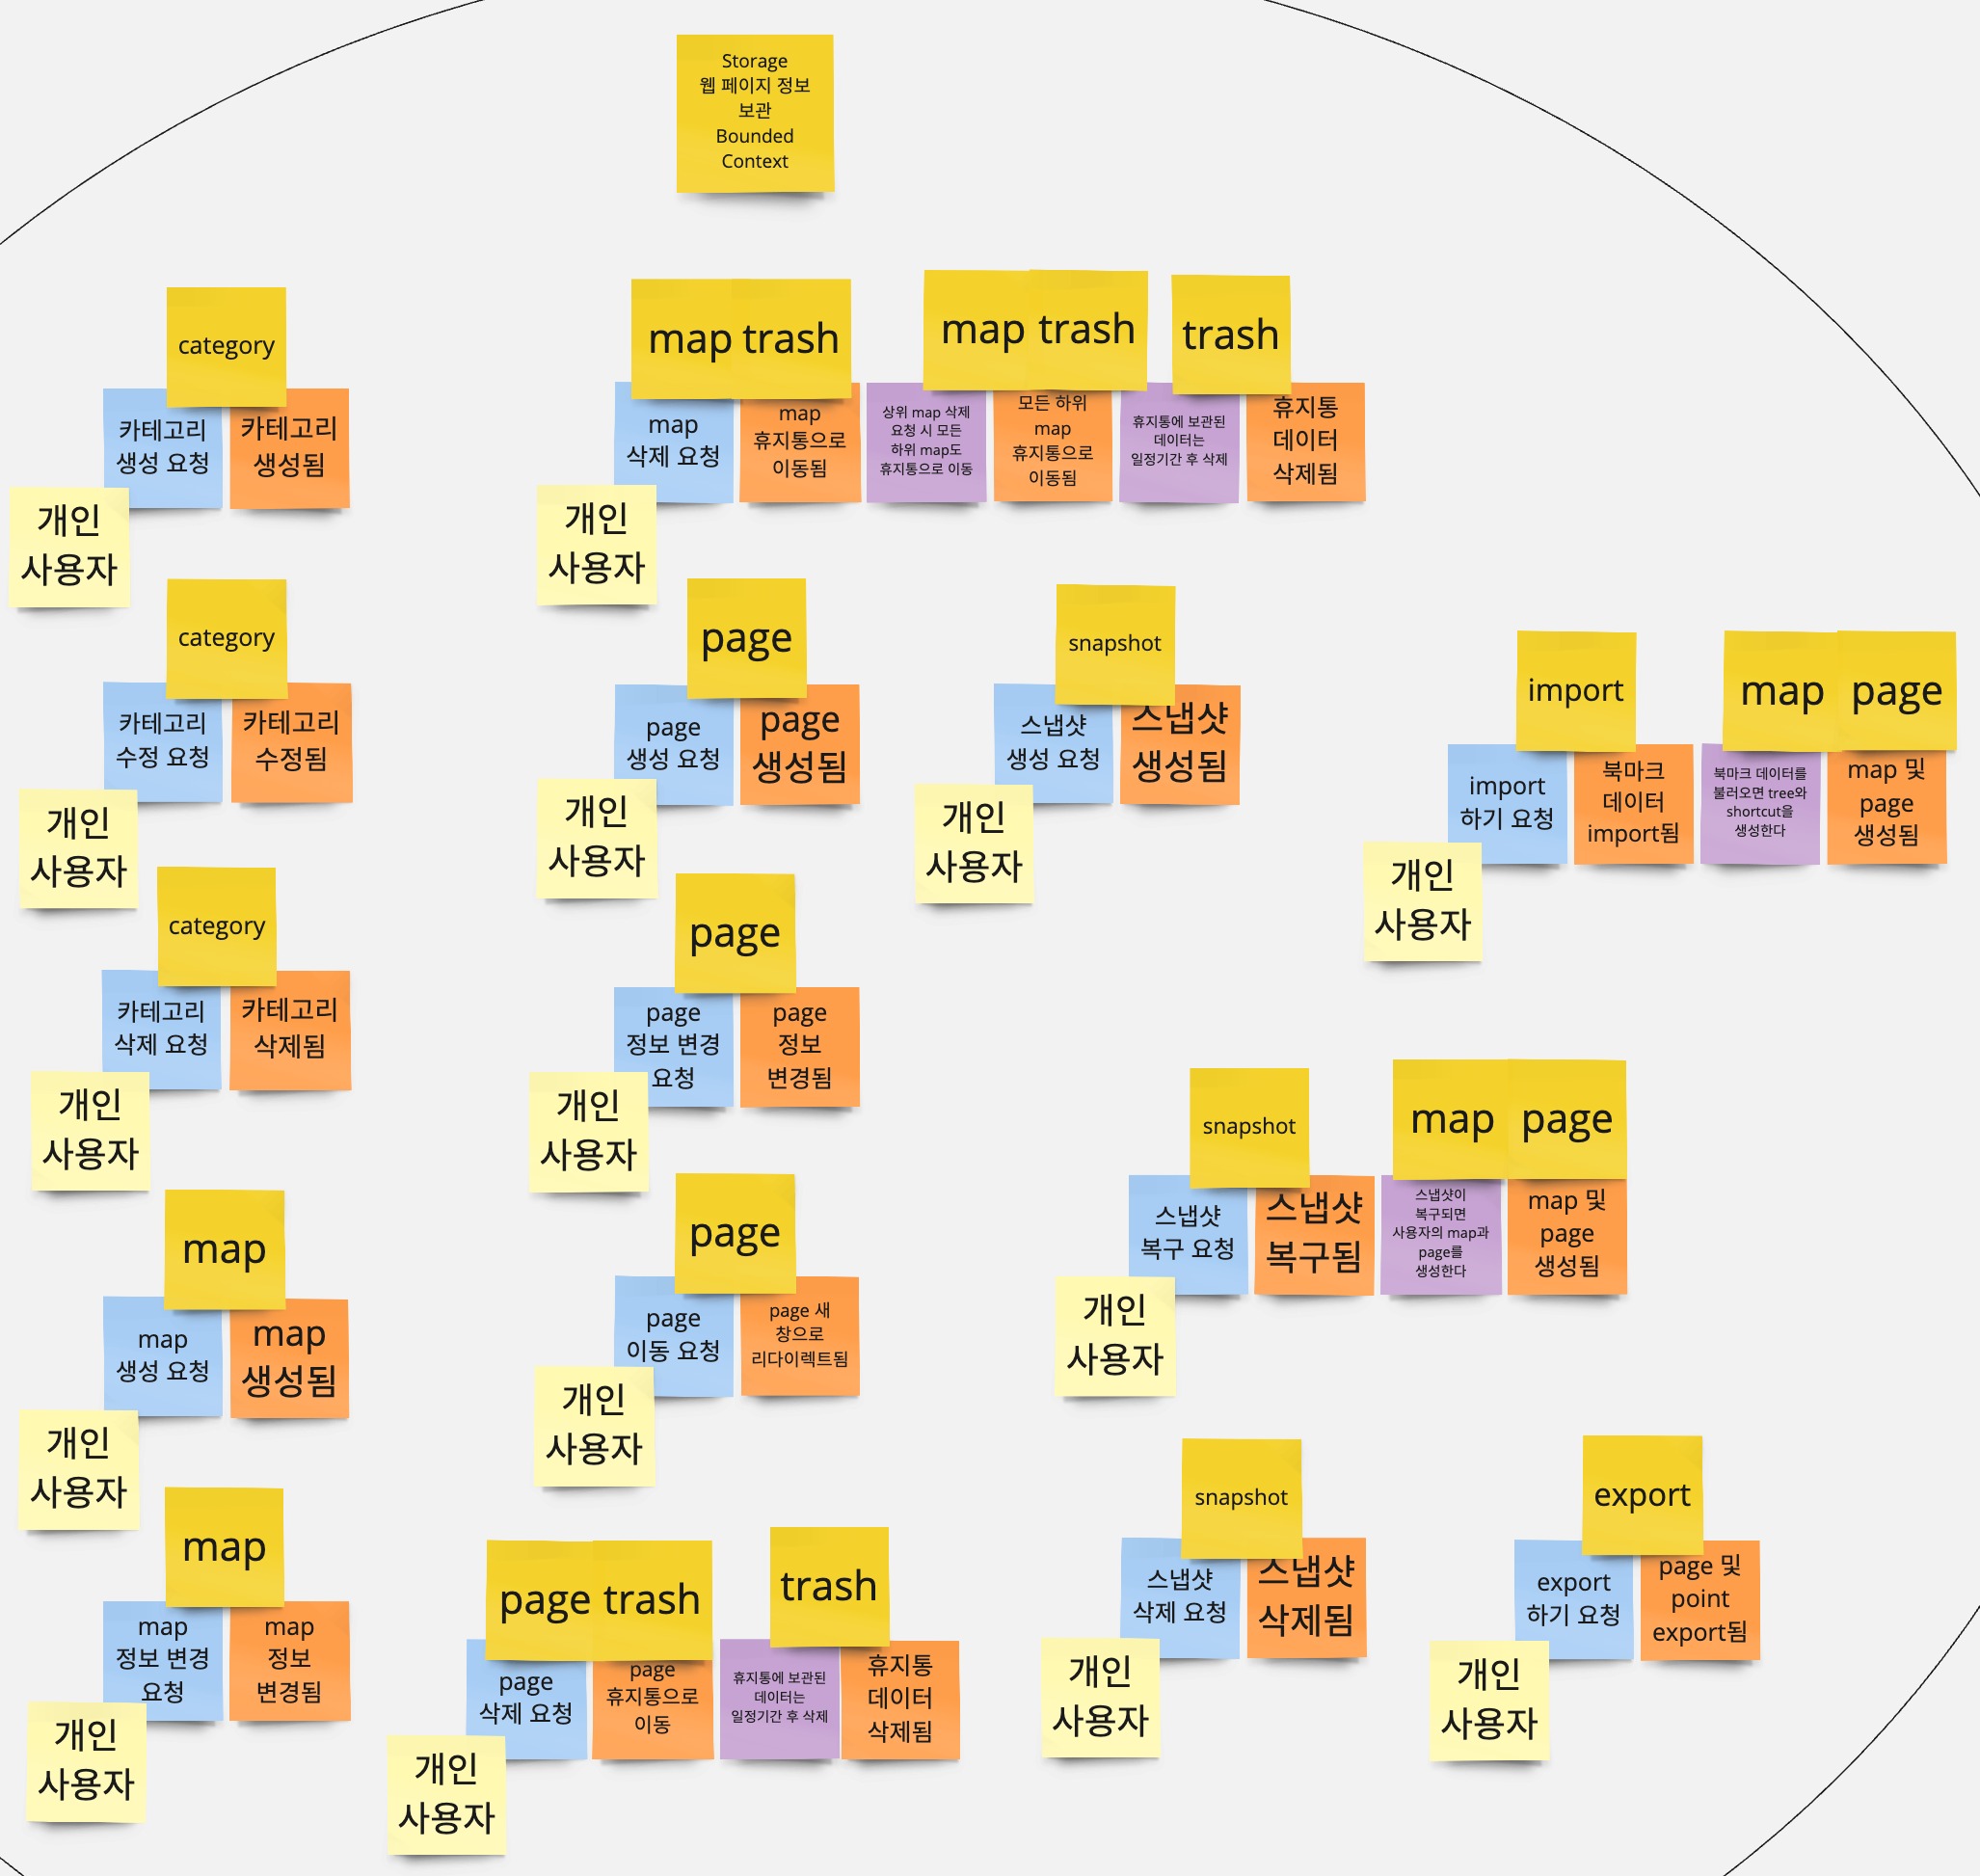 Storage
웹 페이지 정보
보관
Bounded
Context
category
카테고리
생성 요청
카테고리
생성됨
개인
사용자
category
카테고리
수정 요청
카테고리
수정됨
개인
사용자
category
카테고리
삭제 요청
카테고리
삭제됨
개인
사용자
map
map
생성 요청
map
생성됨
개인
사용자
map
map
정보 변경
요청
map
정보
변경됨
개인
사용자
map
trash
map
삭제 요청
map
휴지통으로
이동됨
개인
사용자
map
trash
상위 map 삭제
요청 시 모든
하위 map도
휴지통으로 이동
모든 하위
map
휴지통으로
이동됨
trash
휴지통에 보관된
데이터는
일정기간 후 삭제
휴지통
데이터
삭제됨
page
page
생성 요청
page
생성됨
개인
사용자
page
page
정보 변경
요청
page
정보
변경됨
개인
사용자
page
page
이동 요청
page 새
창으로
리다이렉트됨
개인
사용자
page
trash
page
삭제 요청
page
휴지통으로
이동
개인
사용자
trash
휴지통에 보관된
데이터는
일정기간 후 삭제
휴지통
데이터
삭제됨
snapshot
스냅샷
생성 요청
스냅샷
생성됨
개인
사용자
import
import
하기 요청
북마크
데이터
import됨
개인
사용자
map
page
북마크 데이터를
불러오면 tree와
shortcut을
생성한다
map 및
page
생성됨
snapshot
스냅샷
복구 요청
스냅샷
복구됨
개인
사용자
map
page
스냅샷이
복구되면
사용자의 map과
page를
생성한다
map 및
page
생성됨
snapshot
스냅샷
삭제 요청
스냅샷
삭제됨
개인
사용자
export
export
하기 요청
page 및
point
export됨
개인
사용자